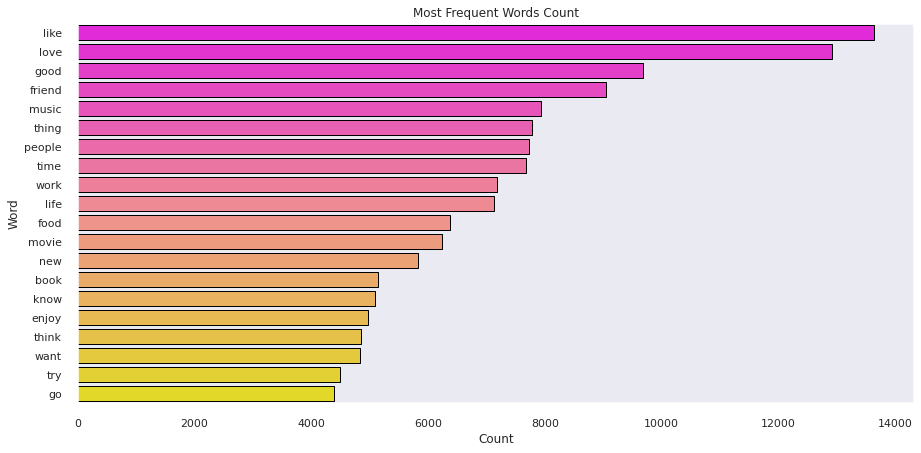 Most Frequent Words Count
like
love
good
friend
music
thing
people
time
work
life
food
movie
new
book
know
enjoy
think
want
try
go
Word
0 2000 4000 6000 8000 10000 12000 14000
Count